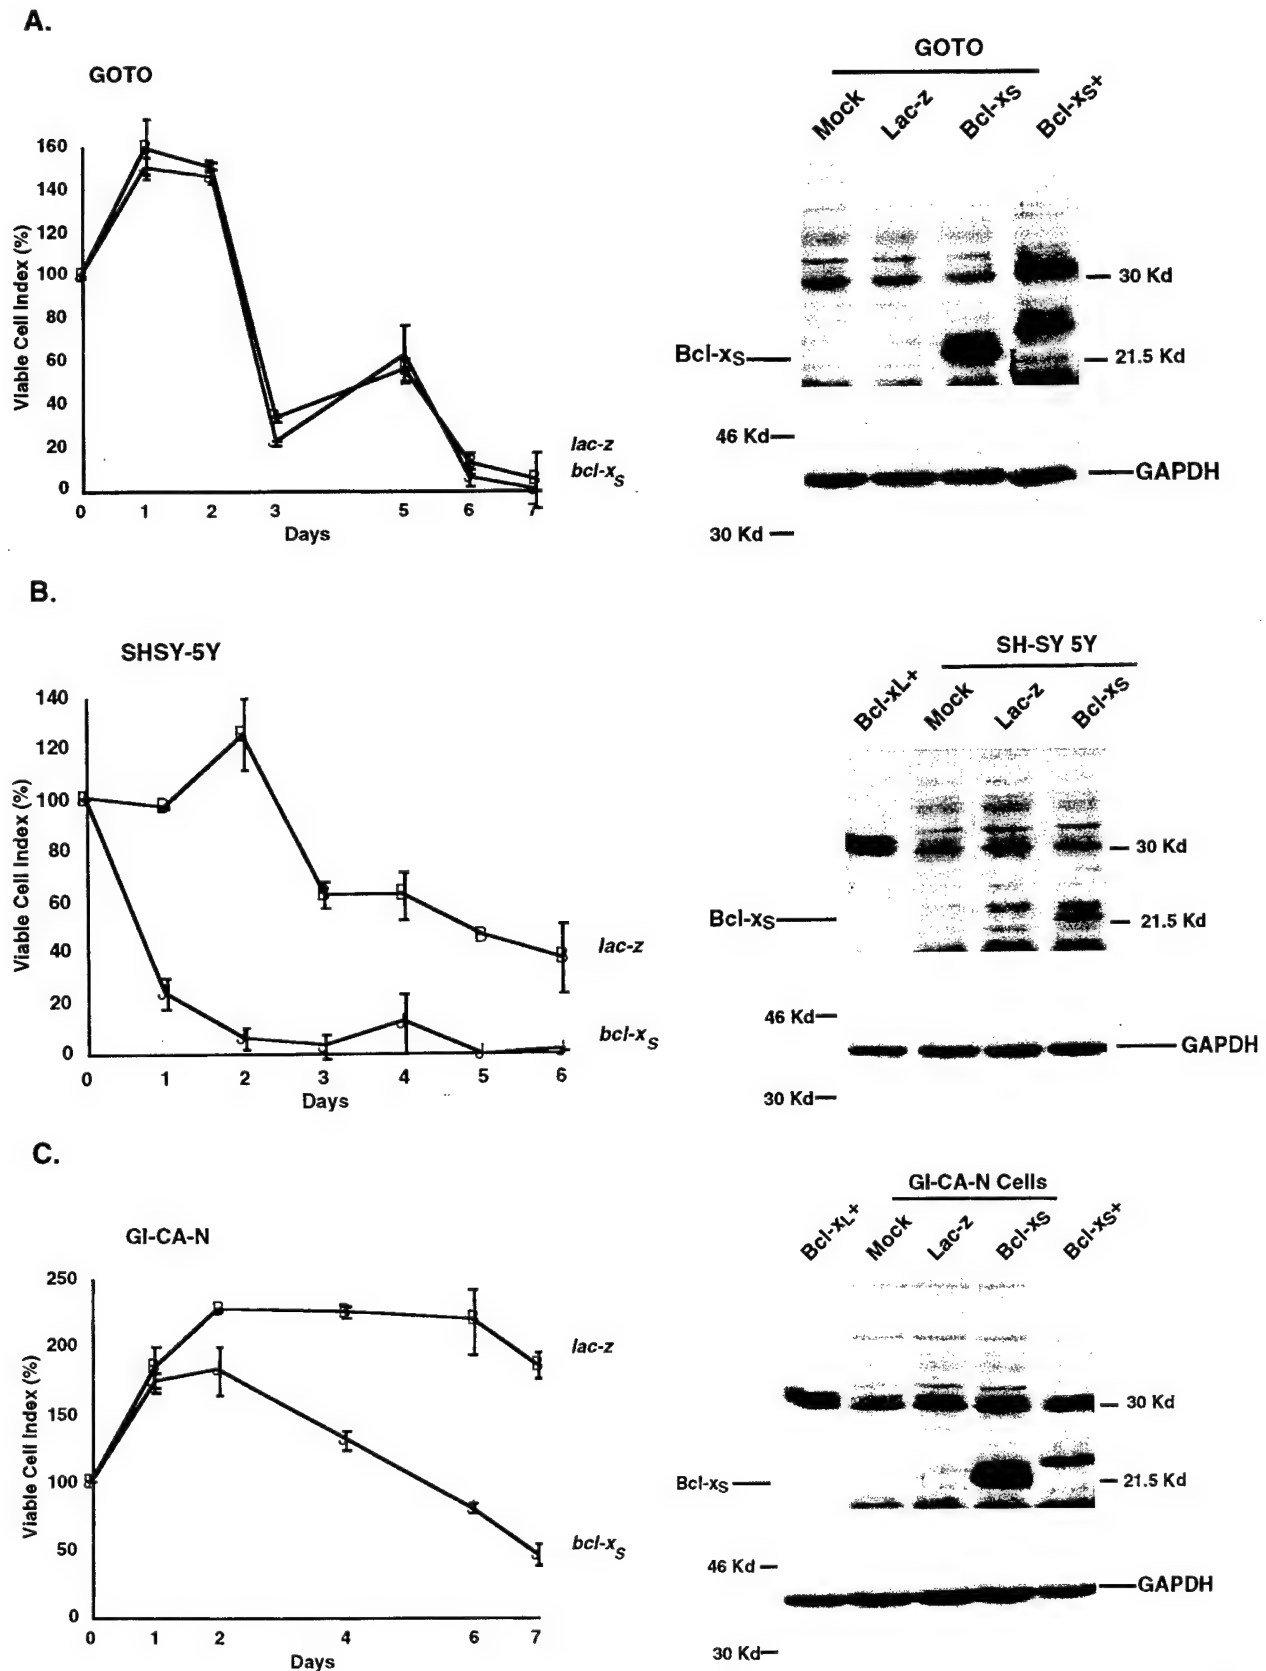 A.
GOTO
160
140
120
100
80
60
40
20
0
Viable Cell Index (%)
0 1 2 3 5 6 7
Days
lac-z
bcl-xS
GOTO
Mock Lac-z Bcl-xS Bcl-xS+
30 Kd
Bcl-xS
21.5 Kd
46 Kd
GAPDH
30 Kd
B.
SHSY-5Y
140
120
100
80
60
40
20
0
Viable Cell Index (%)
0 1 2 3 4 5 6
Days
lac-z
bcl-xS
SH-SY 5Y
Bcl-xL+ Mock Lac-z Bcl-xS
30 Kd
Bcl-xS
21.5 Kd
46 Kd
GAPDH
30 Kd
C.
GI-CA-N
250
200
150
100
50
0
Viable Cell Index (%)
0 1 2 4 6 7
Days
lac-z
bcl-xS
GI-CA-N Cells
Bcl-xL+ Mock Lac-z Bcl-xS Bcl-xS+
30 Kd
Bcl-xS
21.5 Kd
46 Kd
GAPDH
30 Kd